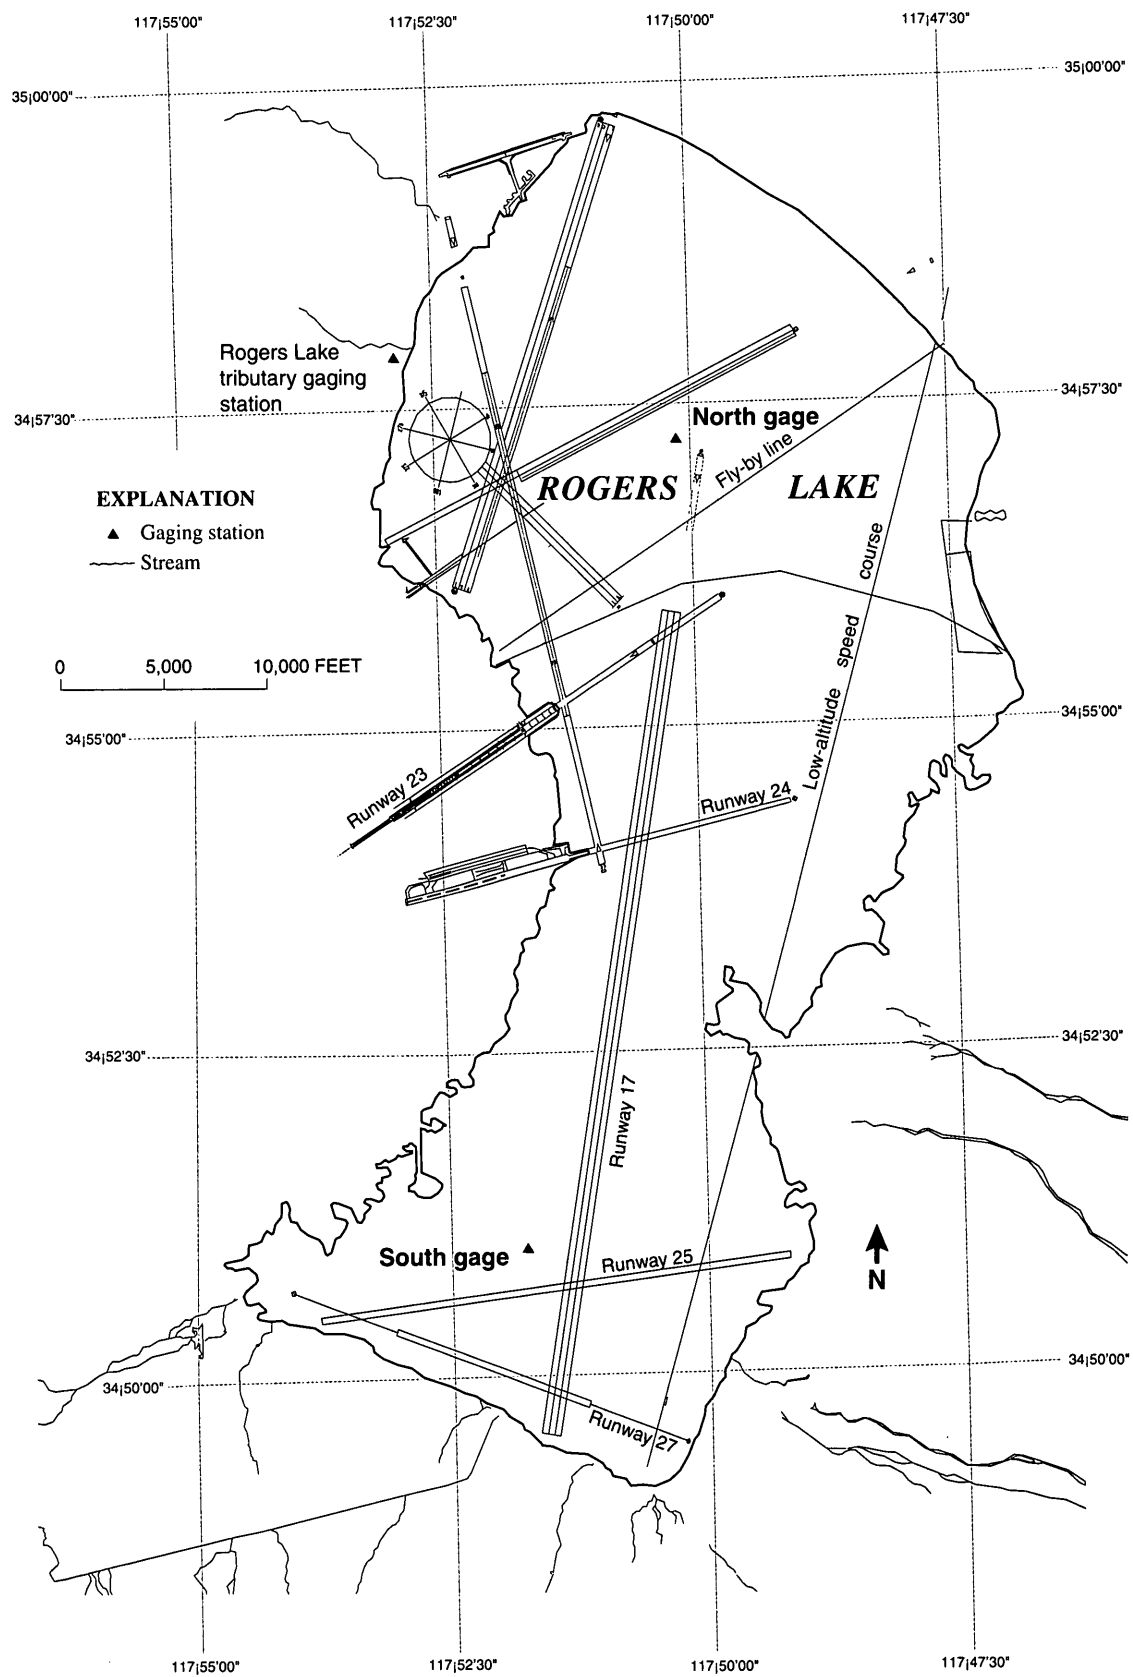 117¡55'00"
117¡52'30"
117¡50'00"
117¡47'30"
35¡00'00"
35¡00'00"
Rogers Lake
tributary gaging
station
34¡57'30"
34¡57'30"
North gage
Fly-by line
ROGERS
LAKE
EXPLANATION
Gaging station
Stream
0
5,000
10,000 FEET
Low-altitude speed course
34¡55'00"
34¡55'00"
Runway 23
Runway 24
34¡52'30"
34¡52'30"
Runway 17
South gage
Runway 25
N
34¡50'00"
34¡50'00"
Runway 27
117¡55'00"
117¡52'30"
117¡50'00"
117¡47'30"